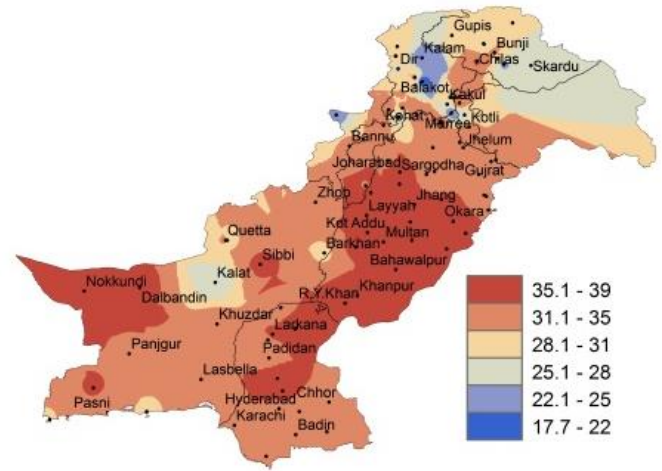 Gupis
Kalam
Bunji
Dir
Chilas
Skardu
Balakot
Kakul
Kohat
Murree
Kotli
Bannu
Jhelum
Joharabad
Sargodha
Gujrat
Zhob
Layyah
Jhang
Okara
Quetta
Kot Addu
Multan
Sibbi
Barkhan
Bahawalpur
Nokkundi
Kalat
Dalbandin
R.Y.Khan
Khanpur
Khuzdar
Larkana
Panjgur
Padidan
Lasbella
Pasni
Hyderabad
Chhor
Karachi
Badin
35.1 - 39
31.1 - 35
28.1 - 31
25.1 - 28
22.1 - 25
17.7 - 22